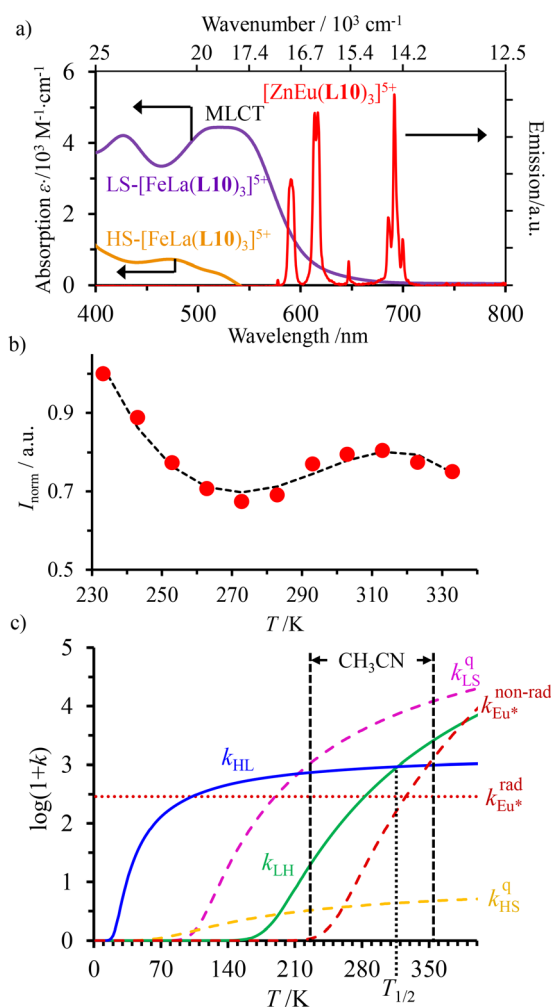 a)
Wavenumber / 10³ cm⁻¹
25 20 17.4 16.7 15.4 14.2 12.5
6
4
2
0
Absorption ε·/10³ M⁻¹·cm⁻¹
MLCT
[ZnEu(L10)₃]⁵⁺
LS-[FeLa(L10)₃]⁵⁺
HS-[FeLa(L10)₃]⁵⁺
Emission/a.u.
400 500 600 700 800
Wavelength /nm
b)
0.9
0.7
0.5
I_norm / a.u.
230 250 270 290 310 330
T /K
c)
5
4
3
2
1
0
log(1+k)
CH₃CN
k_LS^q
k_Eu*^non-rad
k_HL
k_Eu*^rad
k_LH
k_HS^q
0 70 140 210 280 350
T /K
T₁/₂